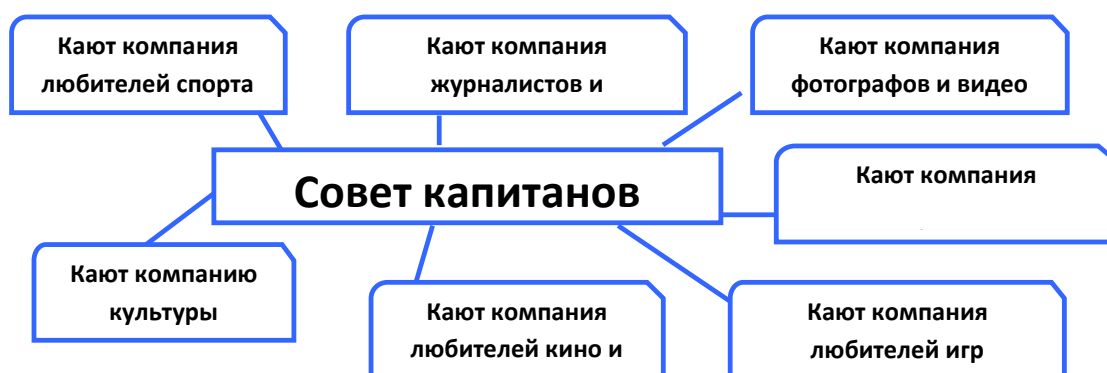 Кают компания
любителей спорта
Кают компания
журналистов и
Кают компания
фотографов и видео
Совет капитанов
Кают компания
Кают компанию
культуры
Кают компания
любителей кино и
Кают компания
любителей игр